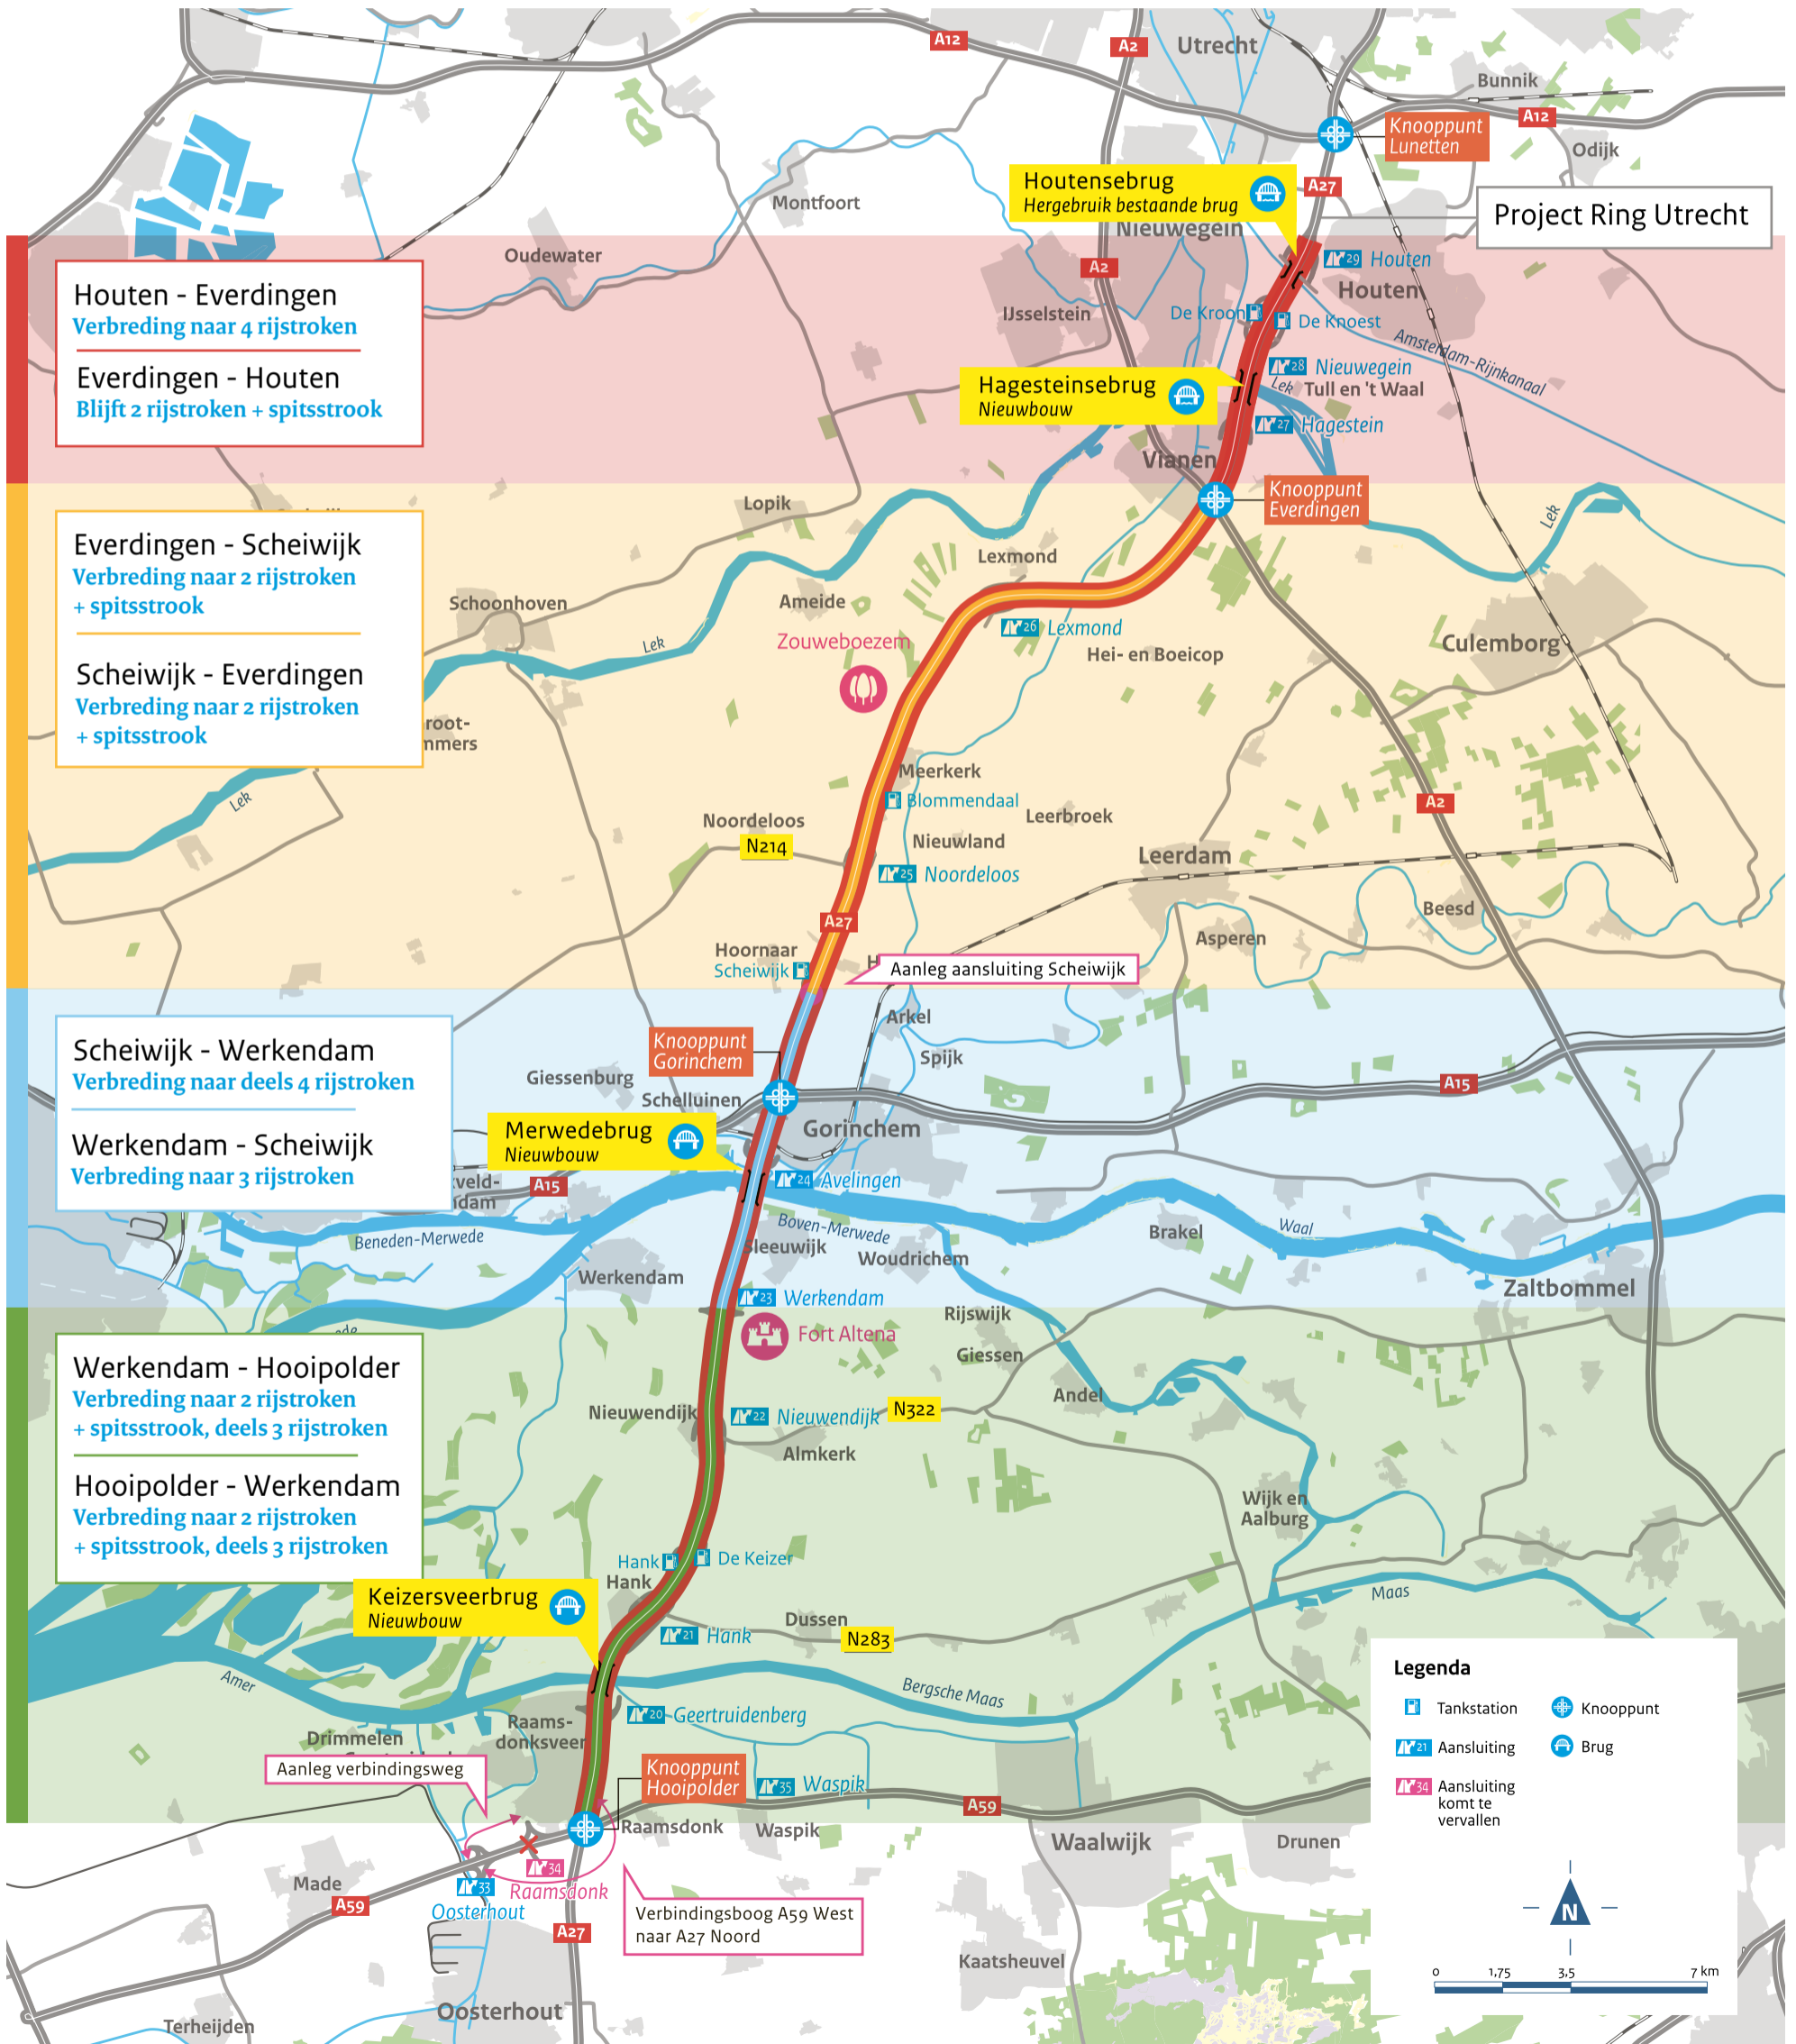 A12
A2
Utrecht
Bunnik
A12
Knooppunt
Lunetten
Odijk
Houtensebrug
Hergebruik bestaande brug
A27
Montfoort
Project Ring Utrecht
Nieuwegein
Oudewater
A2
29 Houten
Houten
Houten - Everdingen
Verbreding naar 4 rijstroken
Everdingen - Houten
Blijft 2 rijstroken + spitsstrook
IJsselstein
De Kroon
De Knoest
Amsterdam-Rijnkanaal
28 Nieuwegein
Hagesteinsebrug
Nieuwbouw
Lek
Tull en 't Waal
27 Hagestein
Vianen
Knooppunt
Everdingen
Lopik
Lek
Everdingen - Scheiwijk
Verbreding naar 2 rijstroken
+ spitsstrook
Scheiwijk - Everdingen
Verbreding naar 2 rijstroken
+ spitsstrook
Lexmond
Schoonhoven
Ameide
26 Lexmond
Zouweboezem
Lek
Hei- en Boeicop
Culemborg
root-
mmers
Lek
Meerkerk
Blommendaal
A2
Noordeloos
N214
Leerbroek
Nieuwland
Leerdam
25 Noordeloos
A27
Beesd
Asperen
Hoornaar
Scheiwijk
H
Aanleg aansluiting Scheiwijk
Arkel
Scheiwijk - Werkendam
Verbreding naar deels 4 rijstroken
Werkendam - Scheiwijk
Verbreding naar 3 rijstroken
Knooppunt
Gorinchem
Spijk
Giessenburg
A15
Schelluinen
Merwedebrug
Nieuwbouw
Gorinchem
veld-
dam
A15
24 Avelingen
Beneden-Merwede
Boven-Merwede
Sleeuwijk
Woudrichem
Brakel
Waal
Werkendam
Zaltbommel
23 Werkendam
Rijswijk
Fort Altena
Giessen
Werkendam - Hooipolder
Verbreding naar 2 rijstroken
+ spitsstrook, deels 3 rijstroken
Hooipolder - Werkendam
Verbreding naar 2 rijstroken
+ spitsstrook, deels 3 rijstroken
Andel
Nieuwendijk
22 Nieuwendijk
N322
Almkerk
Wijk en
Aalburg
Hank
De Keizer
Hank
Keizersveerbrug
Nieuwbouw
Maas
Dussen
21 Hank
N283
Amer
Bergsche Maas
20 Geertruidenberg
Raams-
donksveer
Drimmelen
Aanleg verbindingsweg
Knooppunt
Hooipolder
35 Waspik
A59
Raamsdonk
Waspik
Waalwijk
Drunen
34
Raamsdonk
33
Oosterhout
Made
A59
A27
Verbindingsboog A59 West
naar A27 Noord
Kaatsheuvel
Oosterhout
Terheijden
Legenda
Tankstation
Knooppunt
21 Aansluiting
Brug
34 Aansluiting
komt te
vervallen
N
0 1,75 3,5 7 km